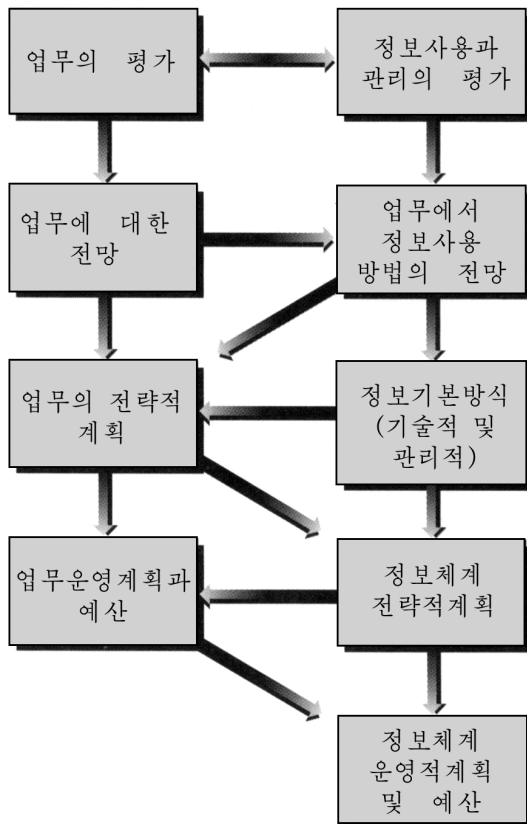 업무의 평가
정보사용과
관리의 평가
업무에 대한
전망
업무에서
정보사용
방법의 전망
업무의 전략적
계획
정보기본방식
(기술적 및
관리적)
업무운영계획과
예산
정보체계
전략적계획
정보체계
운영적계획
및 예산